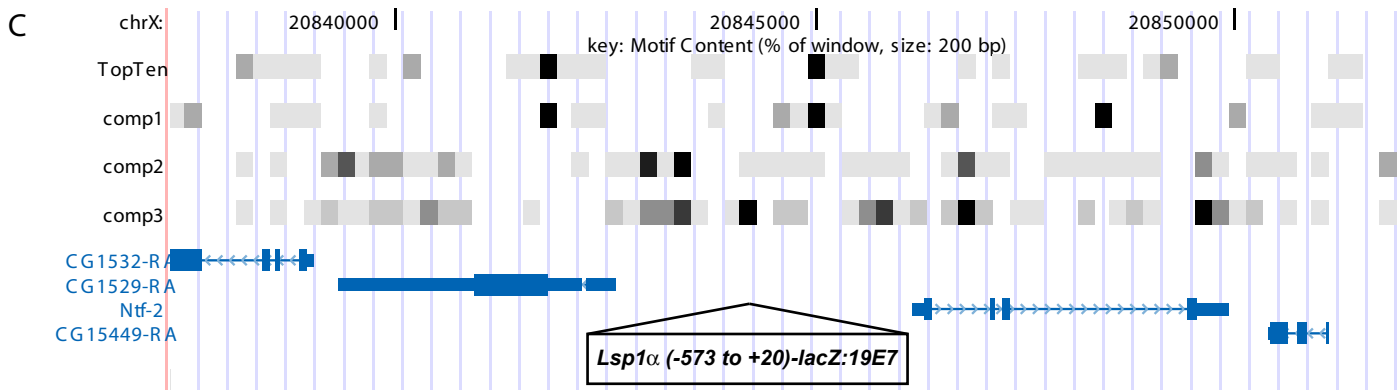 C
chrX: 20840000 20845000 20850000
key: Motif Content (% of window, size: 200 bp)
TopTen
comp1
comp2
comp3
CG1532-RA
CG1529-RA
Ntf-2
CG15449-RA
Lsp1α (-573 to +20)-lacZ:19E7